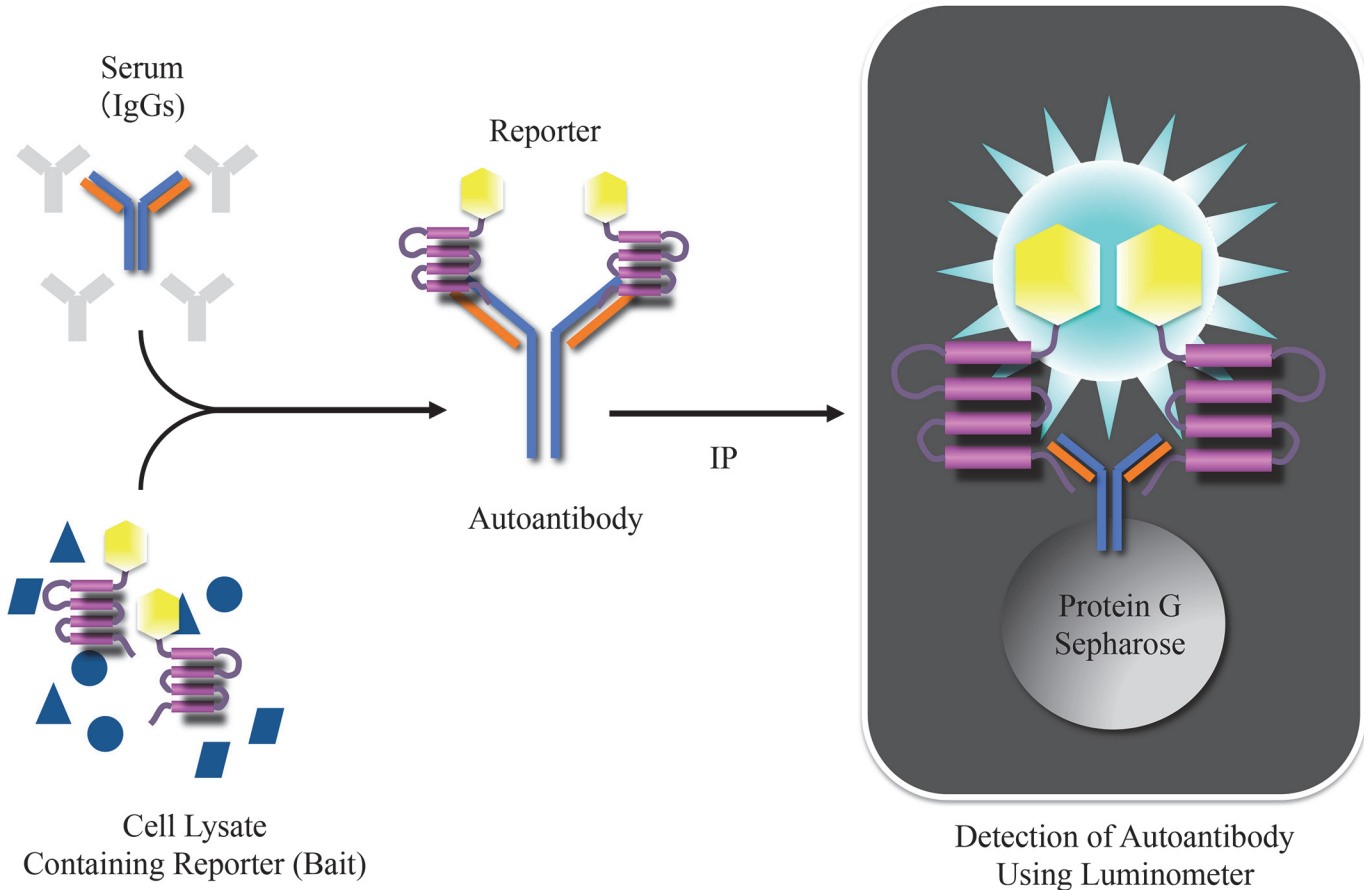 Serum
（IgGs)
Reporter
IP
Autoantibody
Protein G
Sepharose
Cell Lysate
Containing Reporter (Bait)
Detection of Autoantibody
Using Luminometer